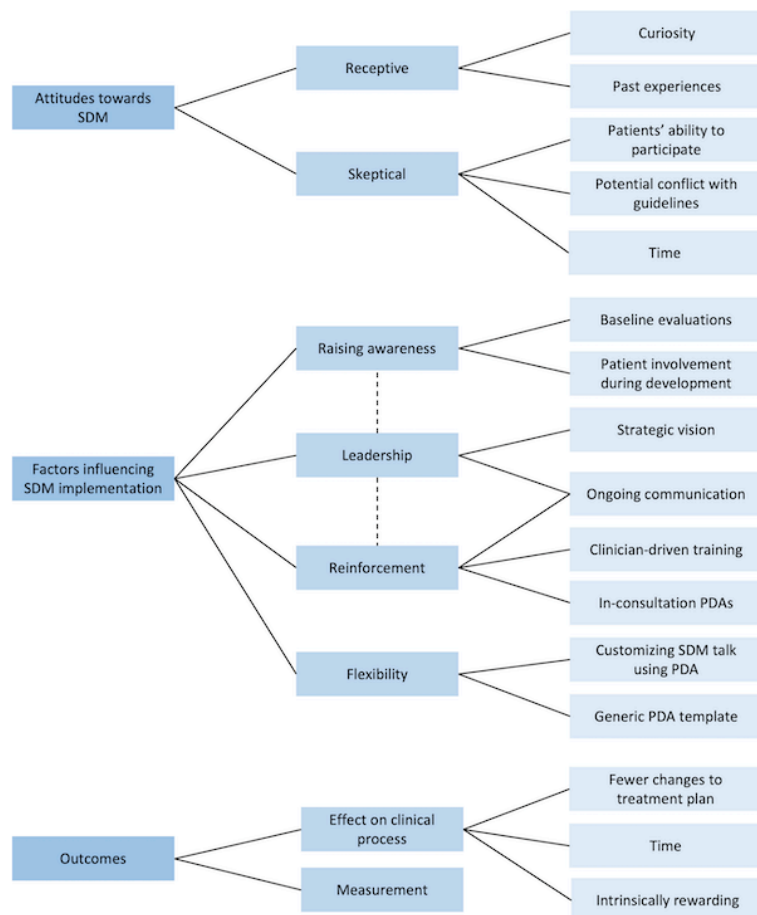 Attitudes towards
SDM
Receptive
Curiosity
Past experiences
Skeptical
Patients’ ability to
participate
Potential conflict with
guidelines
Time
Factors influencing
SDM implementation
Raising awareness
Baseline evaluations
Patient involvement
during development
Leadership
Strategic vision
Ongoing communication
Reinforcement
Clinician-driven training
In-consultation PDAs
Flexibility
Customizing SDM talk
using PDA
Generic PDA template
Outcomes
Effect on clinical
process
Fewer changes to
treatment plan
Time
Intrinsically rewarding
Measurement